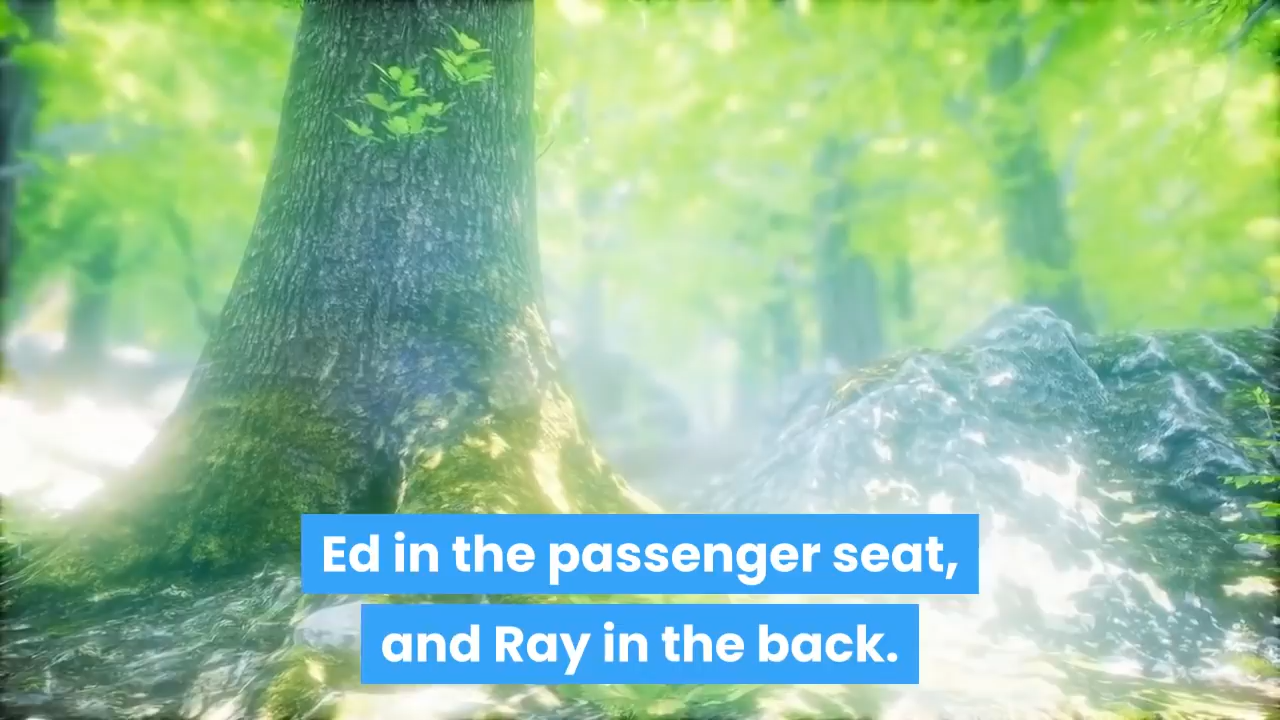 Ed in the passenger seat,
and Ray in the back.